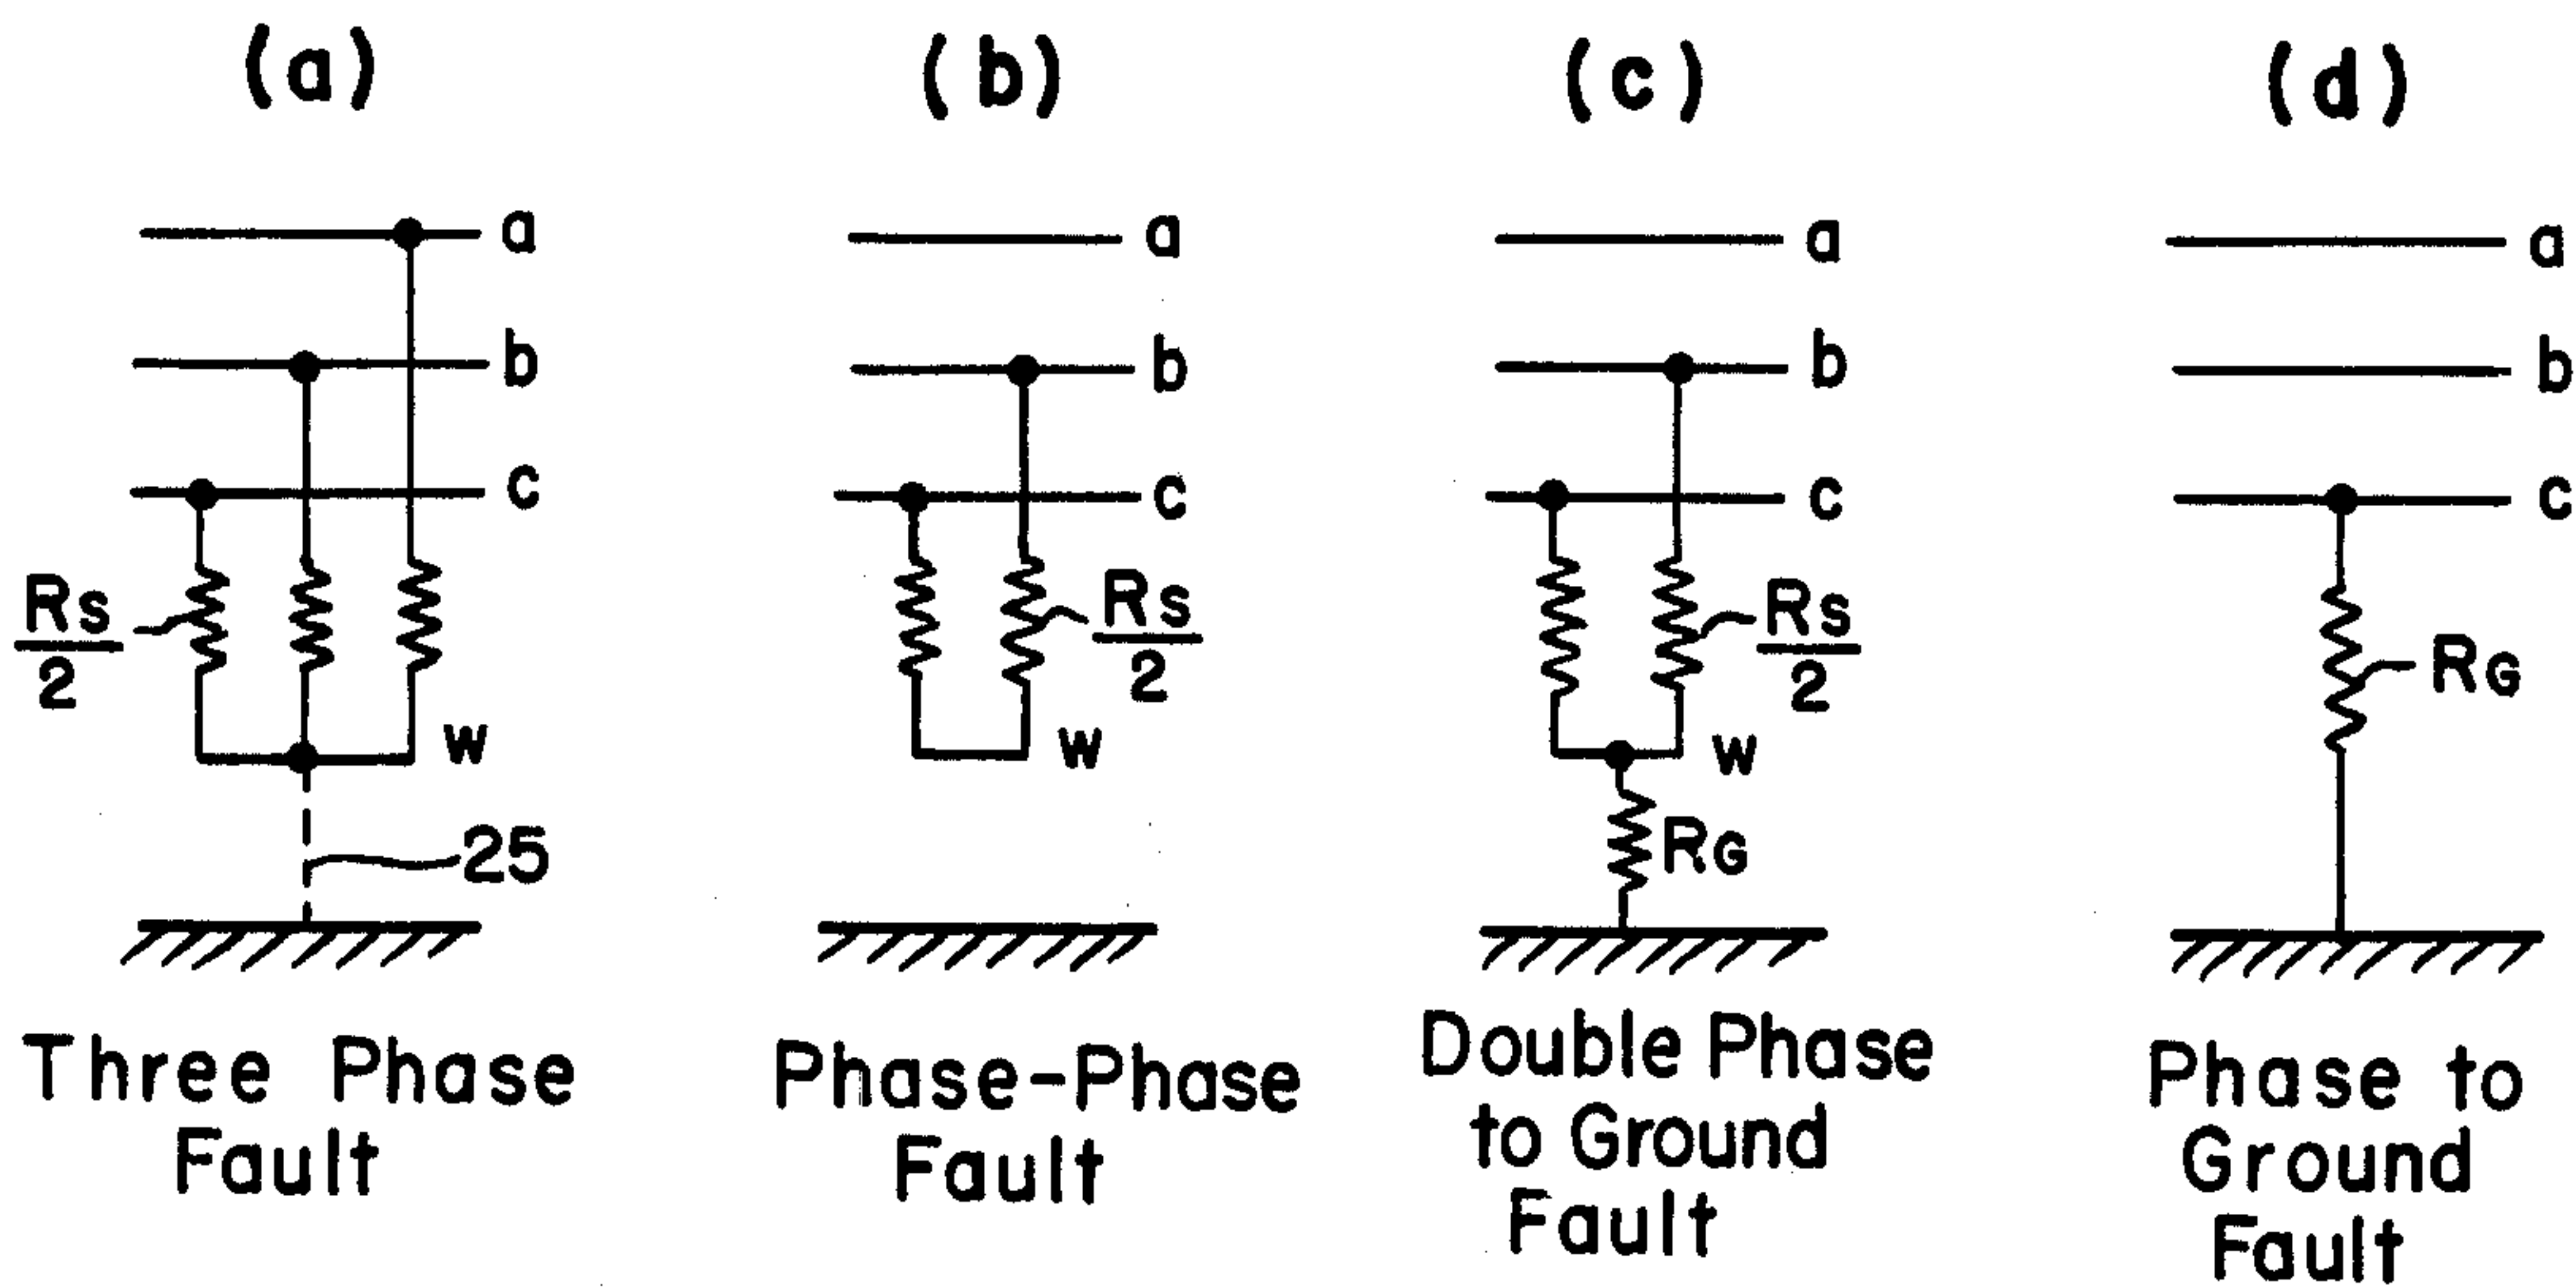 (a)
a
b
c
Rs
2
w
25
Three Phase
Fault
(b)
a
b
c
Rs
2
w
Phase-Phase
Fault
(c)
a
b
c
Rs
2
w
RG
Double Phase
to Ground
Fault
(d)
a
b
c
RG
Phase to
Ground
Fault